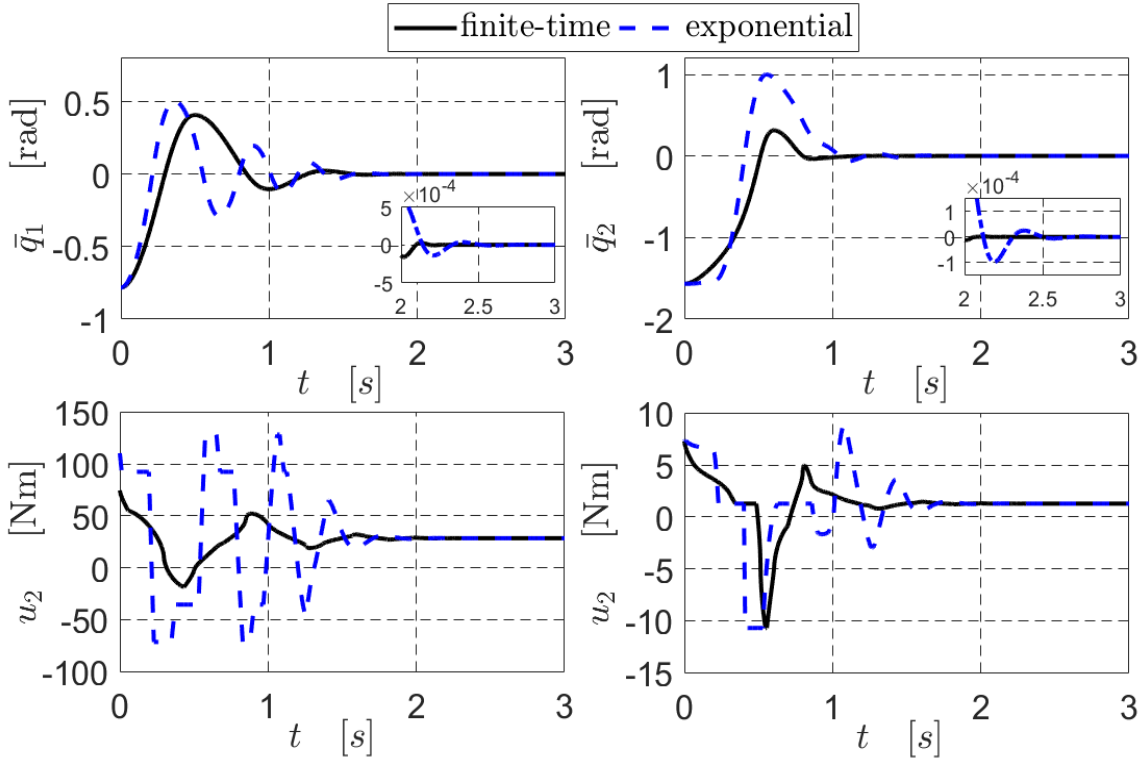 finite-time exponential
q̄₁ [rad]
0.5
0
-0.5
-1
×10⁻⁴
5
0
-5
2 2.5 3
0 1 2 3
t [s]
q̄₂ [rad]
1
0
-1
-2
×10⁻⁴
1
0
-1
2 2.5 3
0 1 2 3
t [s]
u₂ [Nm]
150
100
50
0
-50
-100
0 1 2 3
t [s]
u₂ [Nm]
10
5
0
-5
-10
-15
0 1 2 3
t [s]